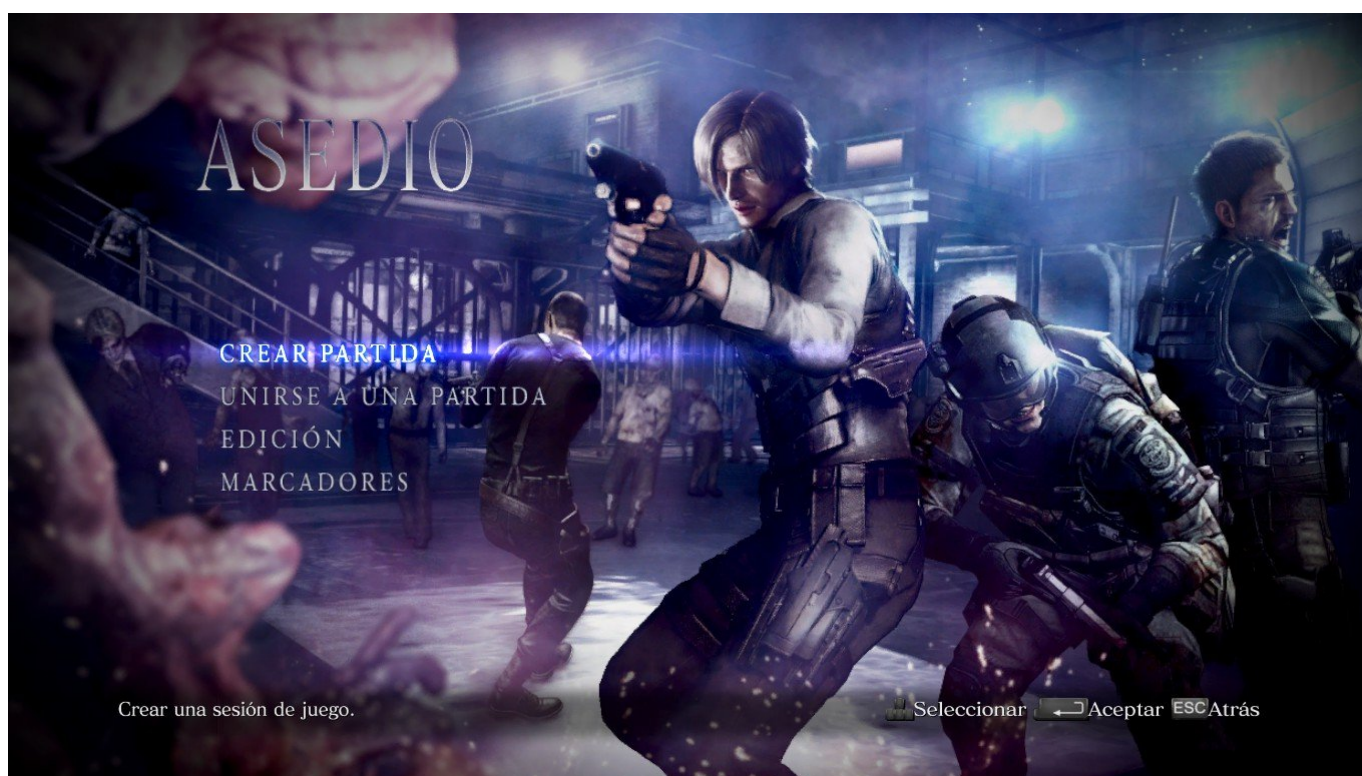 ASEDIO
CREAR PARTIDA
UNIRSE A UNA PARTIDA
EDICIÓN
MARCADORES
Crear una sesión de juego.
Seleccionar Aceptar ESC Atrás